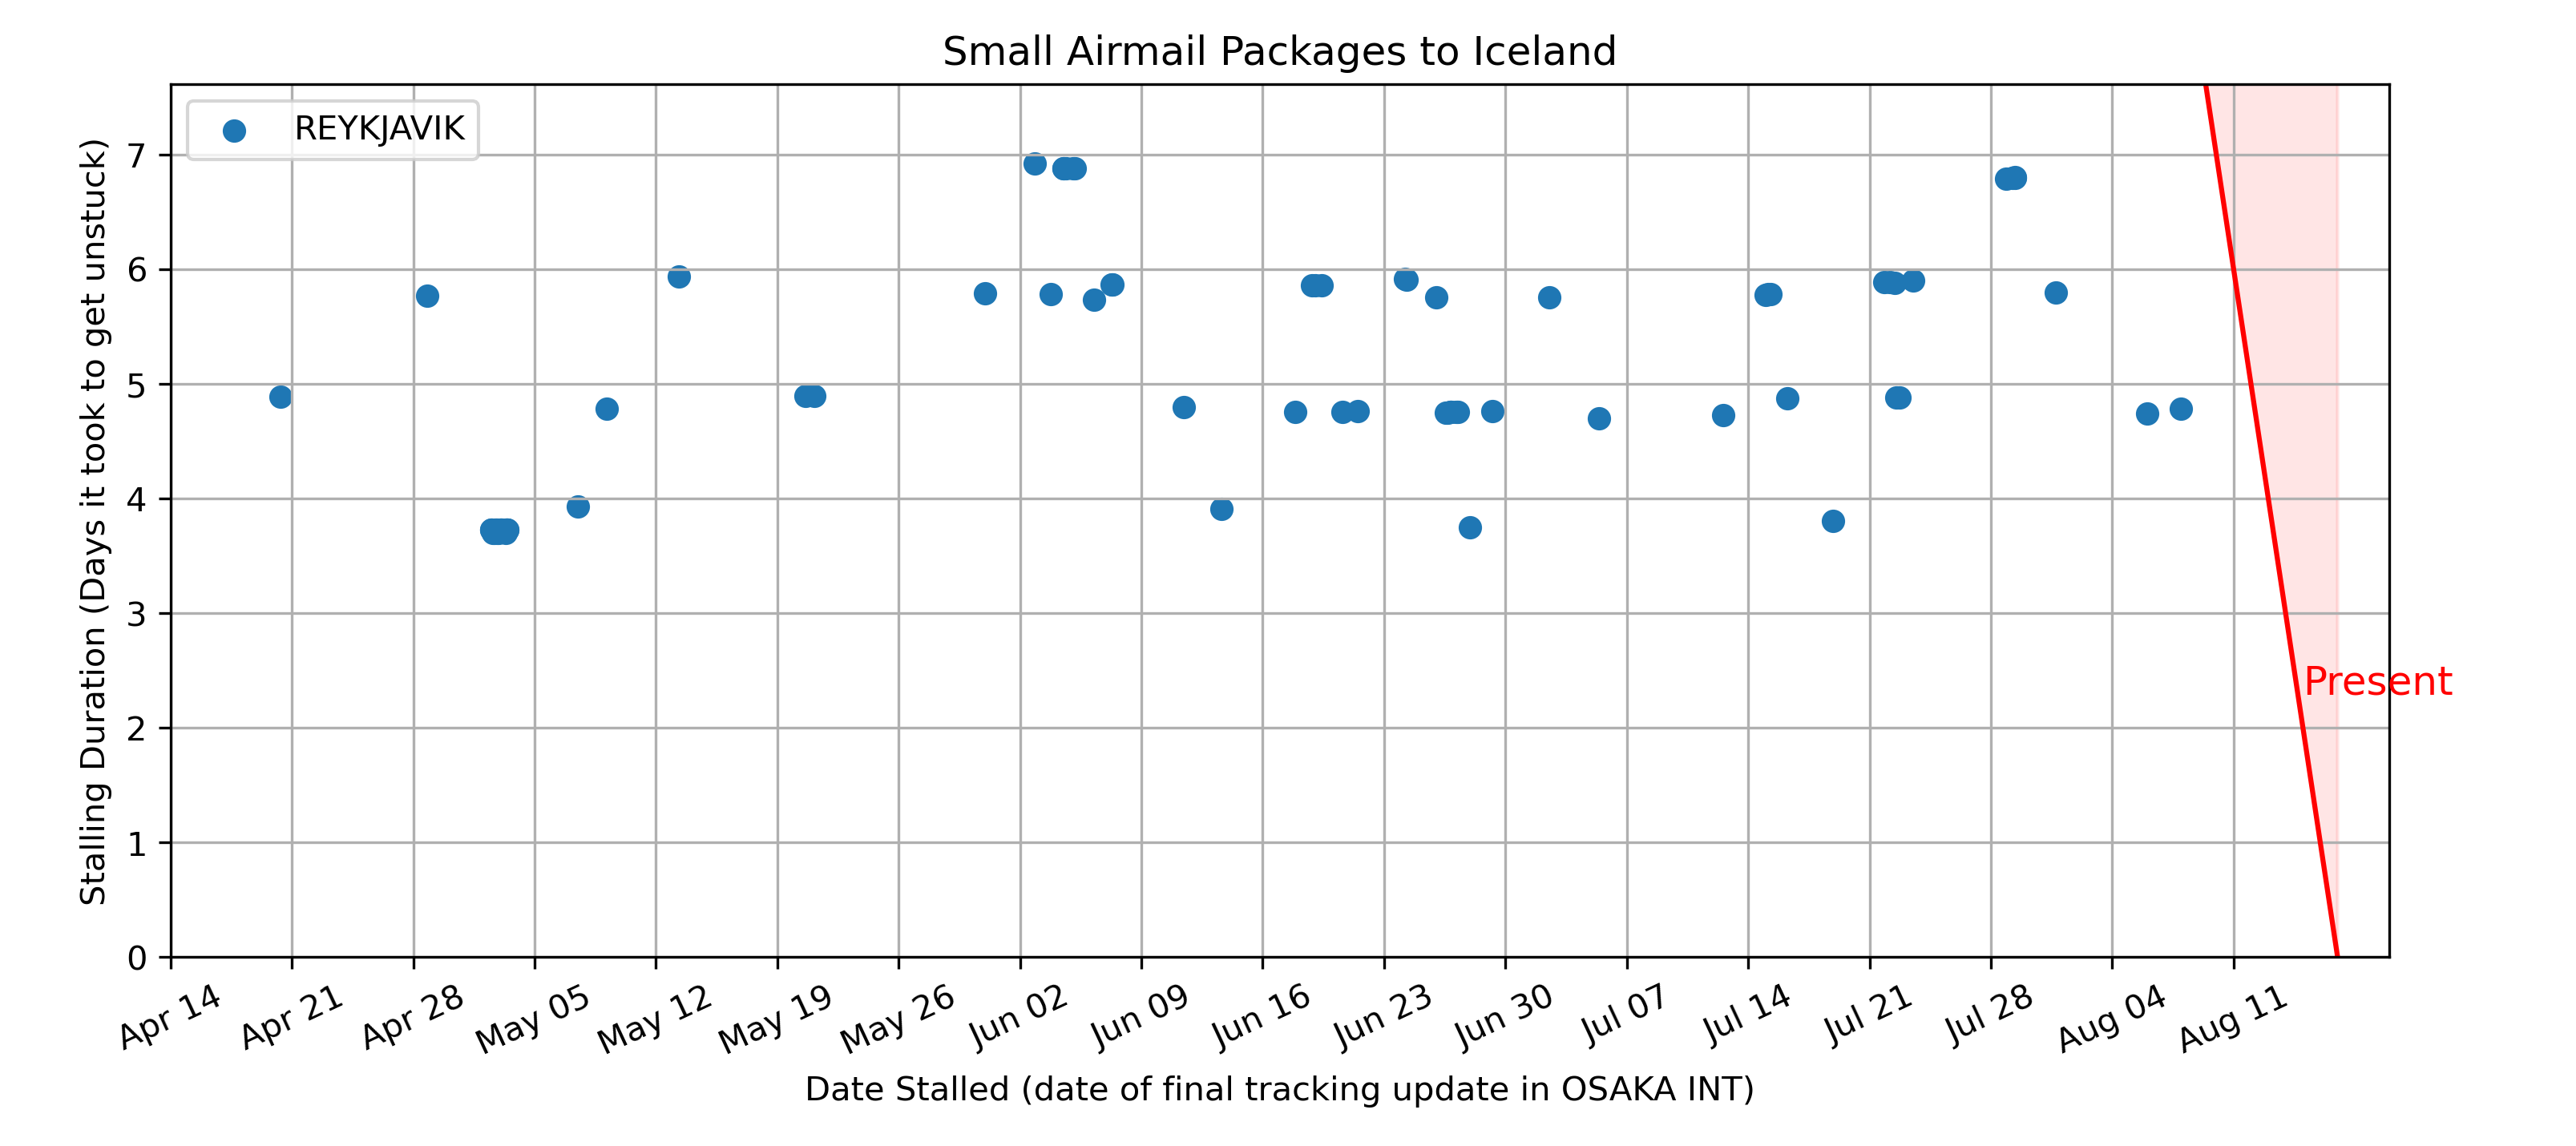 Small Airmail Packages to Iceland
REYKJAVIK
Stalling Duration (Days it took to get unstuck)
7
6
5
4
3
2
1
0
Present
Apr 14
Apr 21
Apr 28
May 05
May 12
May 19
May 26
Jun 02
Jun 09
Jun 16
Jun 23
Jun 30
Jul 07
Jul 14
Jul 21
Jul 28
Aug 04
Aug 11
Date Stalled (date of final tracking update in OSAKA INT)